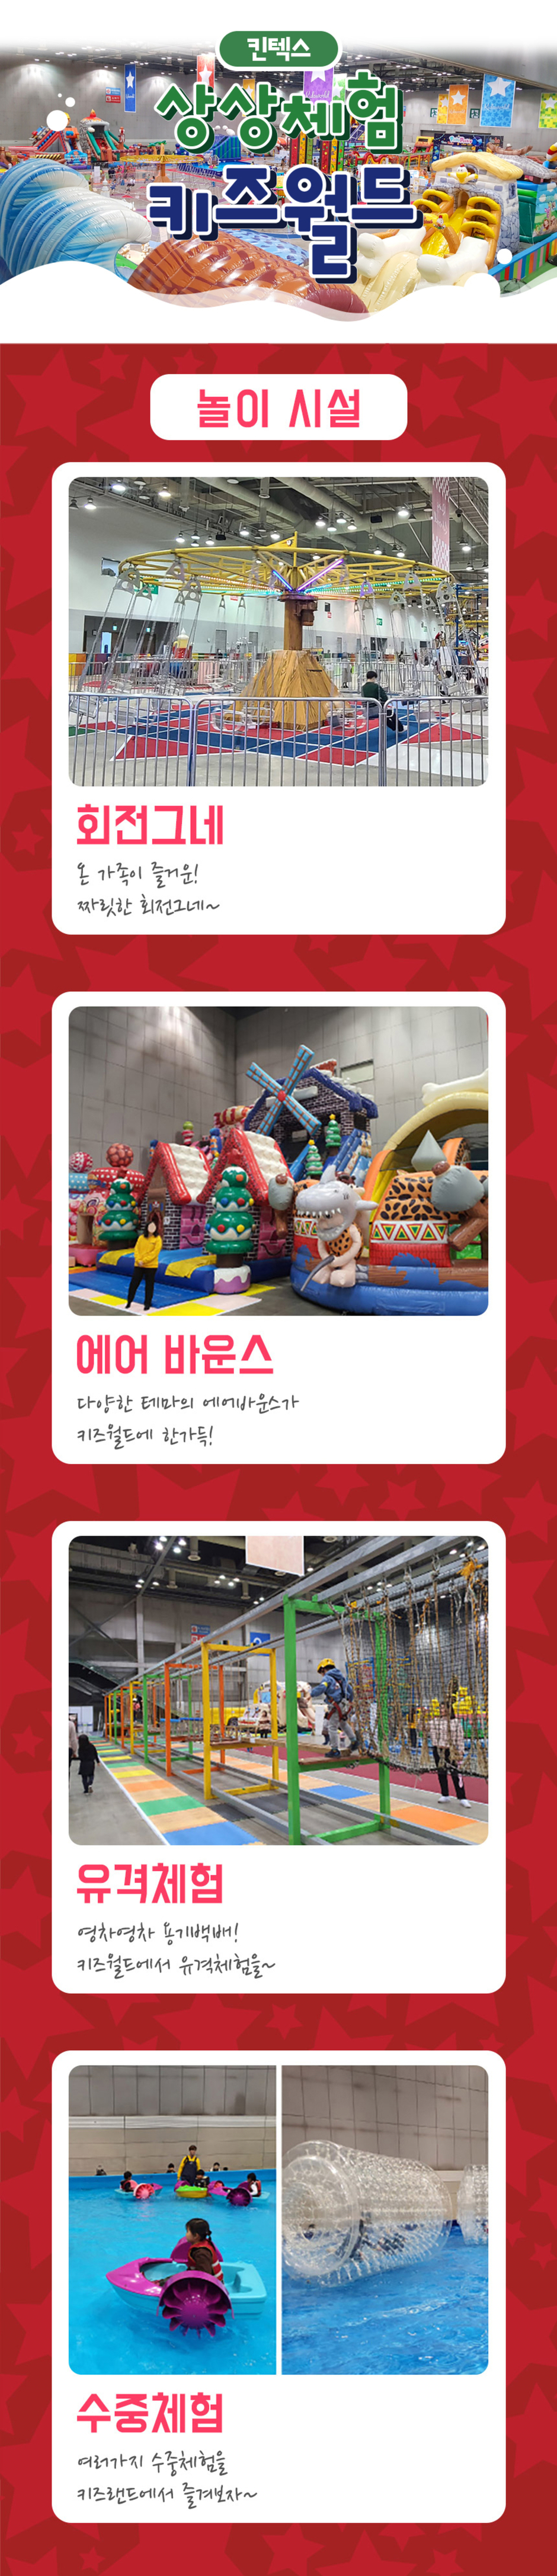 킨텍스
상상체험
키즈월드
놀이 시설
회전그네
온 가족이 즐거운!
짜릿한 회전그네~
에어 바운스
다양한 테마의 에어바운스가
키즈월드에 한가득!
유격체험
영차영차 용기백배!
키즈월드에서 유격체험을~
수중체험
여러가지 수중체험을
키즈랜드에서 즐겨보자~